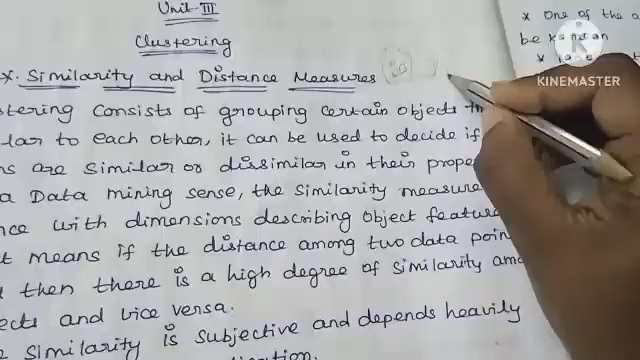 Unit-III
Clustering
x. Similarity and Distance Measures
stering consists of grouping certain objects th
lar to each other, it can be used to decide if
ns are similar or dissimilar in their prope
a Data mining sense, the similarity measure
nce with dimensions describing object feature
t means if the distance among two data poin
then there is a high degree of similarity amo
ects and vice versa.
e similarity is subjective and depends heavily
x One of the a
be
x
K
KINEMASTER